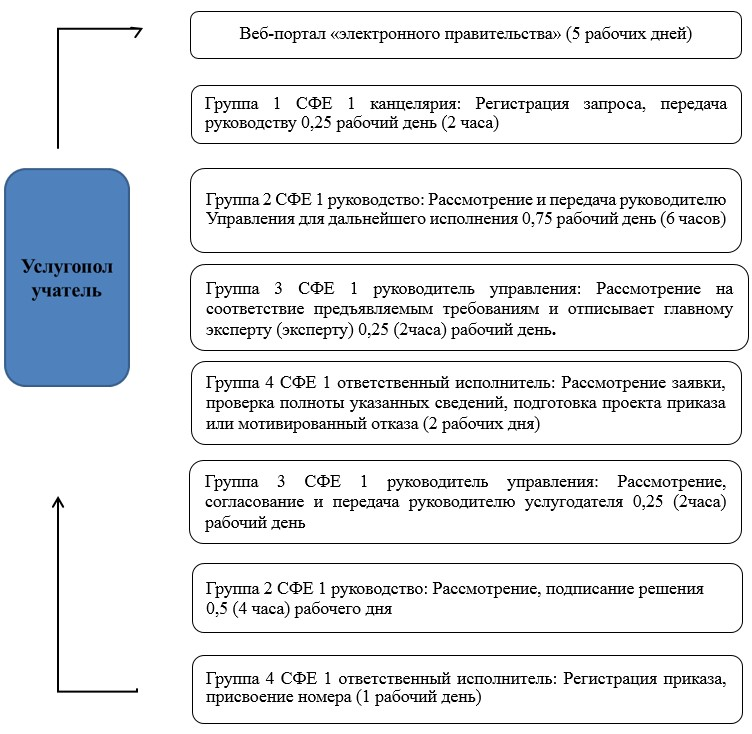 Веб-портал «электронного правительства» (5 рабочих дней)
Группа 1 СФЕ 1 канцелярия: Регистрация запроса, передача
руководству 0,25 рабочий день (2 часа)
Группа 2 СФЕ 1 руководство: Рассмотрение и передача руководителю
Управления для дальнейшего исполнения 0,75 рабочий день (6 часов)
Услугопол
учатель
Группа 3 СФЕ 1 руководитель управления: Рассмотрение на
соответствие предъявляемым требованиям и отписывает главному
эксперту (эксперту) 0,25 (2часа) рабочий день.
Группа 4 СФЕ 1 ответственный исполнитель: Рассмотрение заявки,
проверка полноты указанных сведений, подготовка проекта приказа
или мотивированный отказа (2 рабочих дня)
Группа 3 СФЕ 1 руководитель управления: Рассмотрение,
согласование и передача руководителю услугодателя 0,25 (2часа)
рабочий день
Группа 2 СФЕ 1 руководство: Рассмотрение, подписание решения
0,5 (4 часа) рабочего дня
Группа 4 СФЕ 1 ответственный исполнитель: Регистрация приказа,
присвоение номера (1 рабочий день)